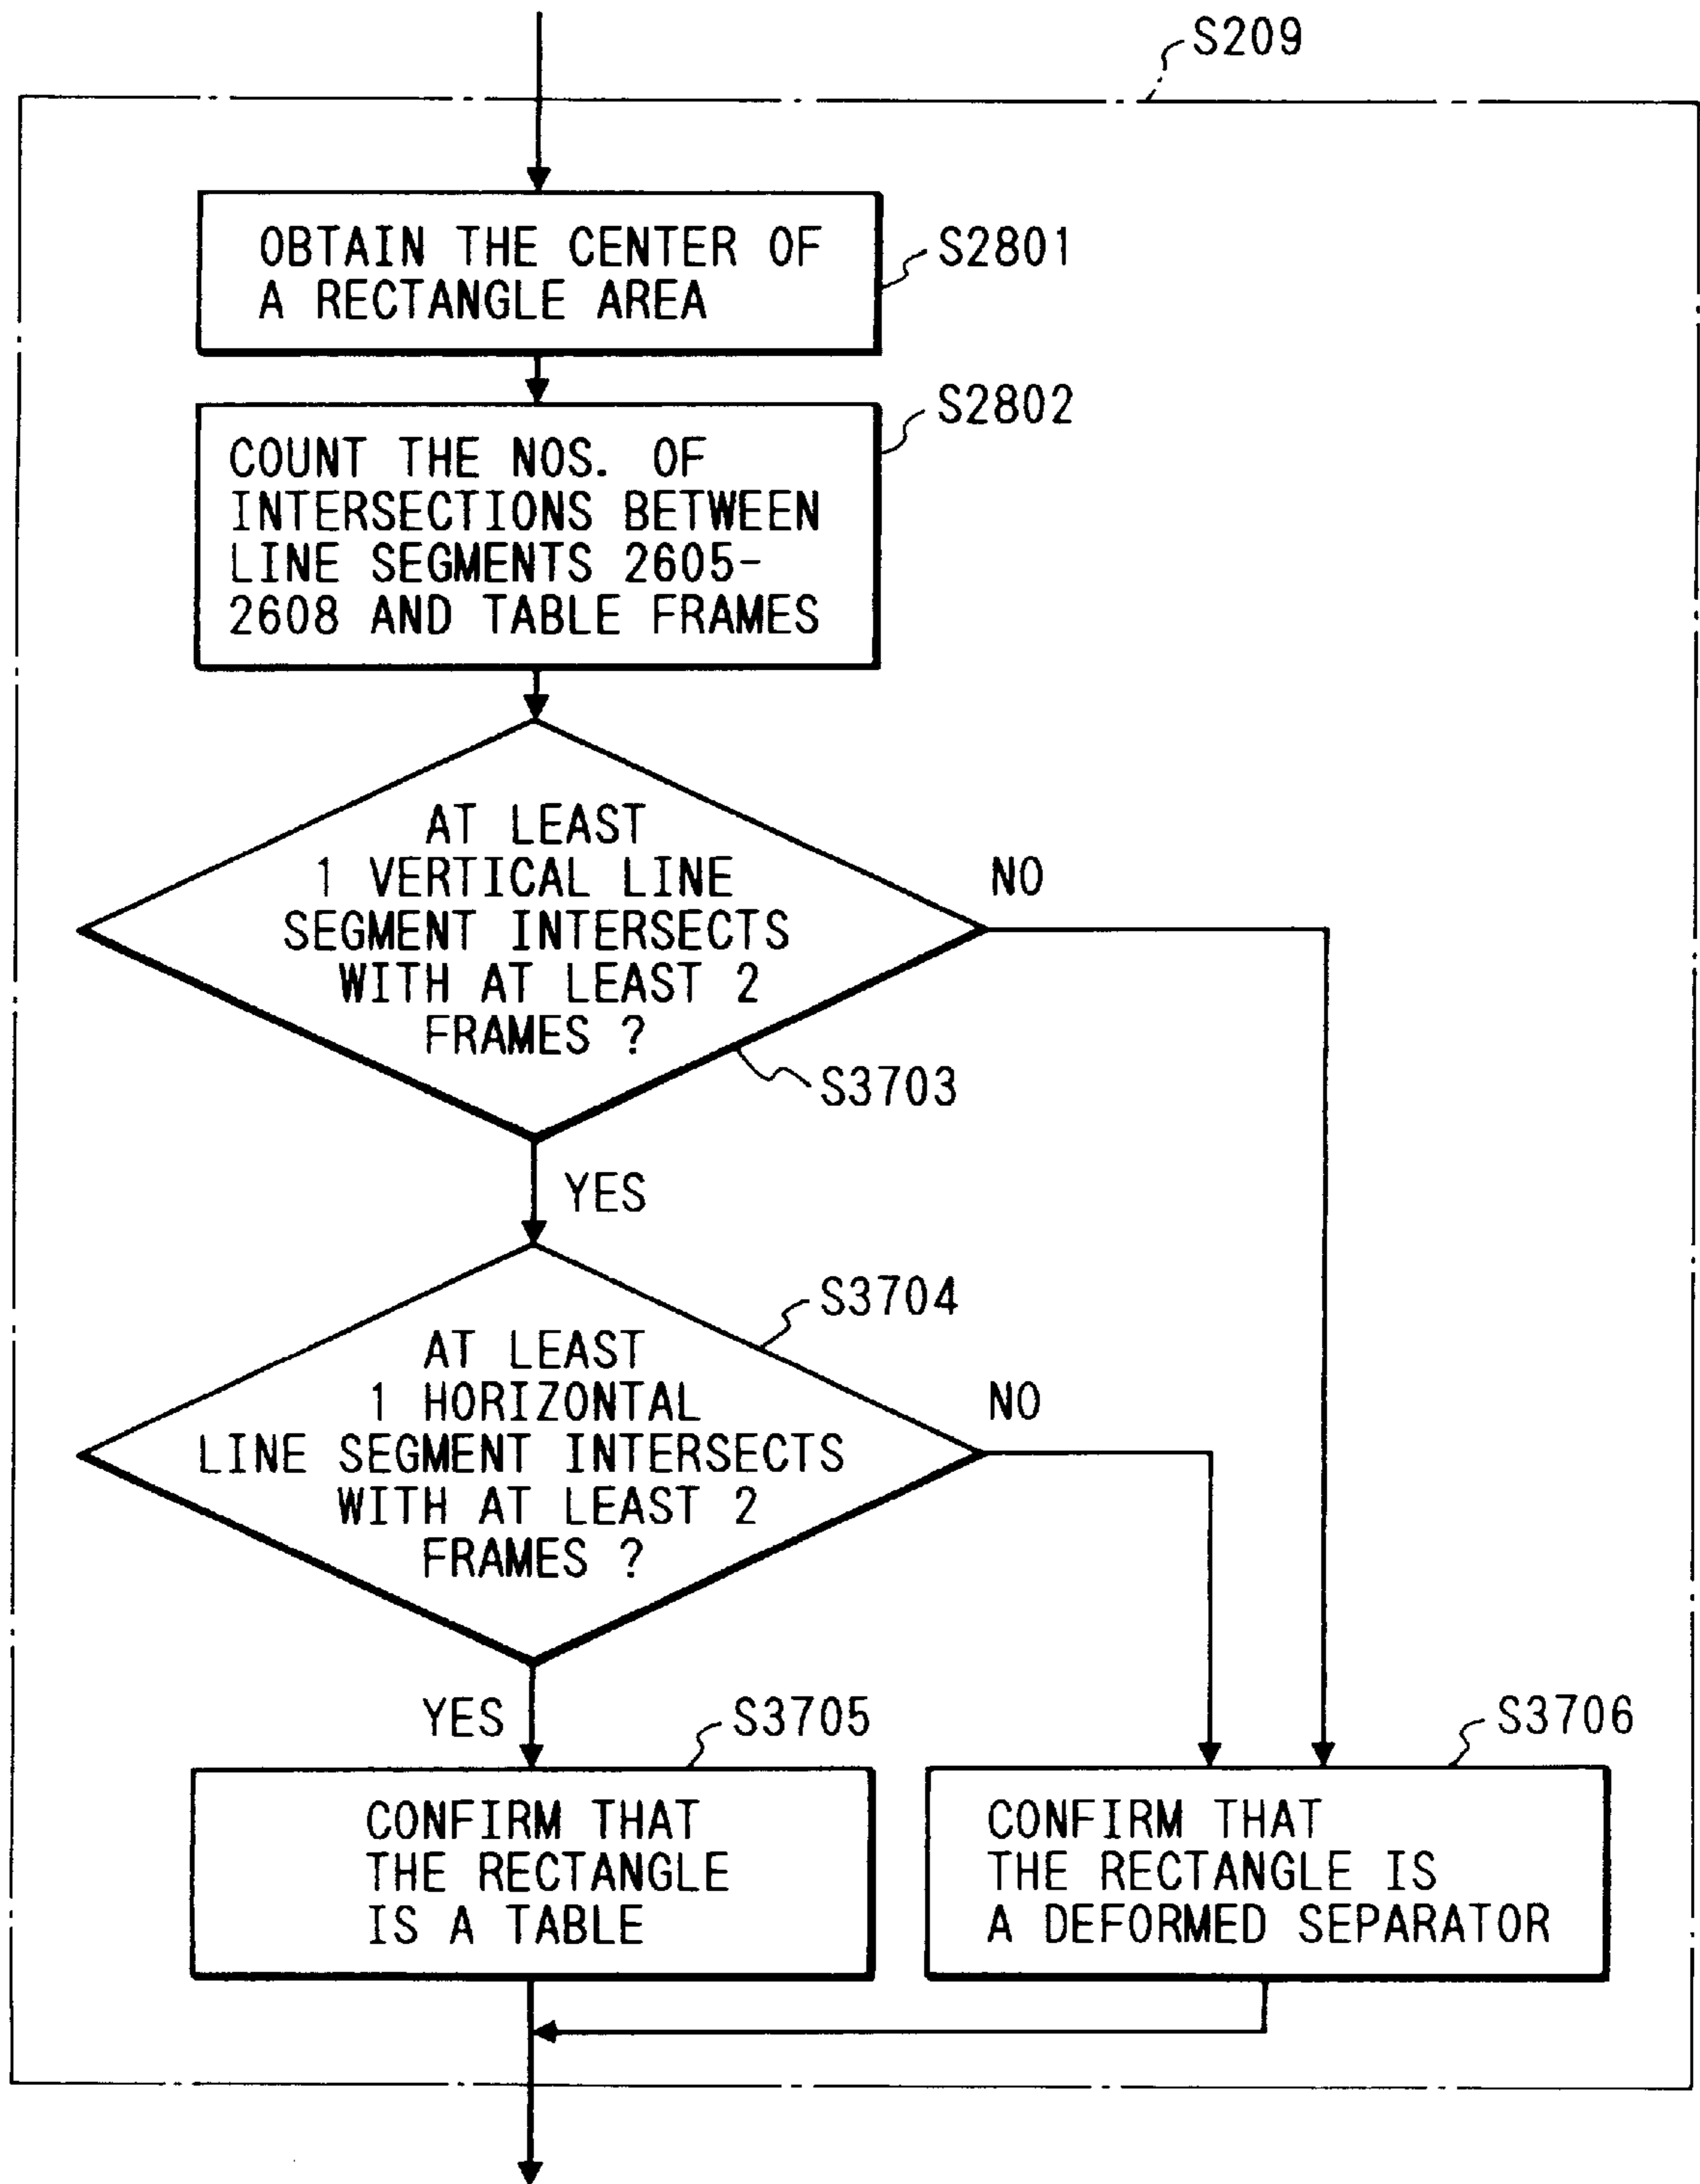 S209
OBTAIN THE CENTER OF
A RECTANGLE AREA
S2801
S2802
COUNT THE NOS. OF
INTERSECTIONS BETWEEN
LINE SEGMENTS 2605-
2608 AND TABLE FRAMES
AT LEAST
1 VERTICAL LINE
SEGMENT INTERSECTS
WITH AT LEAST 2
FRAMES ?
NO
S3703
YES
S3704
AT LEAST
1 HORIZONTAL
LINE SEGMENT INTERSECTS
WITH AT LEAST 2
FRAMES ?
NO
YES
S3705
CONFIRM THAT
THE RECTANGLE
IS A TABLE
S3706
CONFIRM THAT
THE RECTANGLE IS
A DEFORMED SEPARATOR